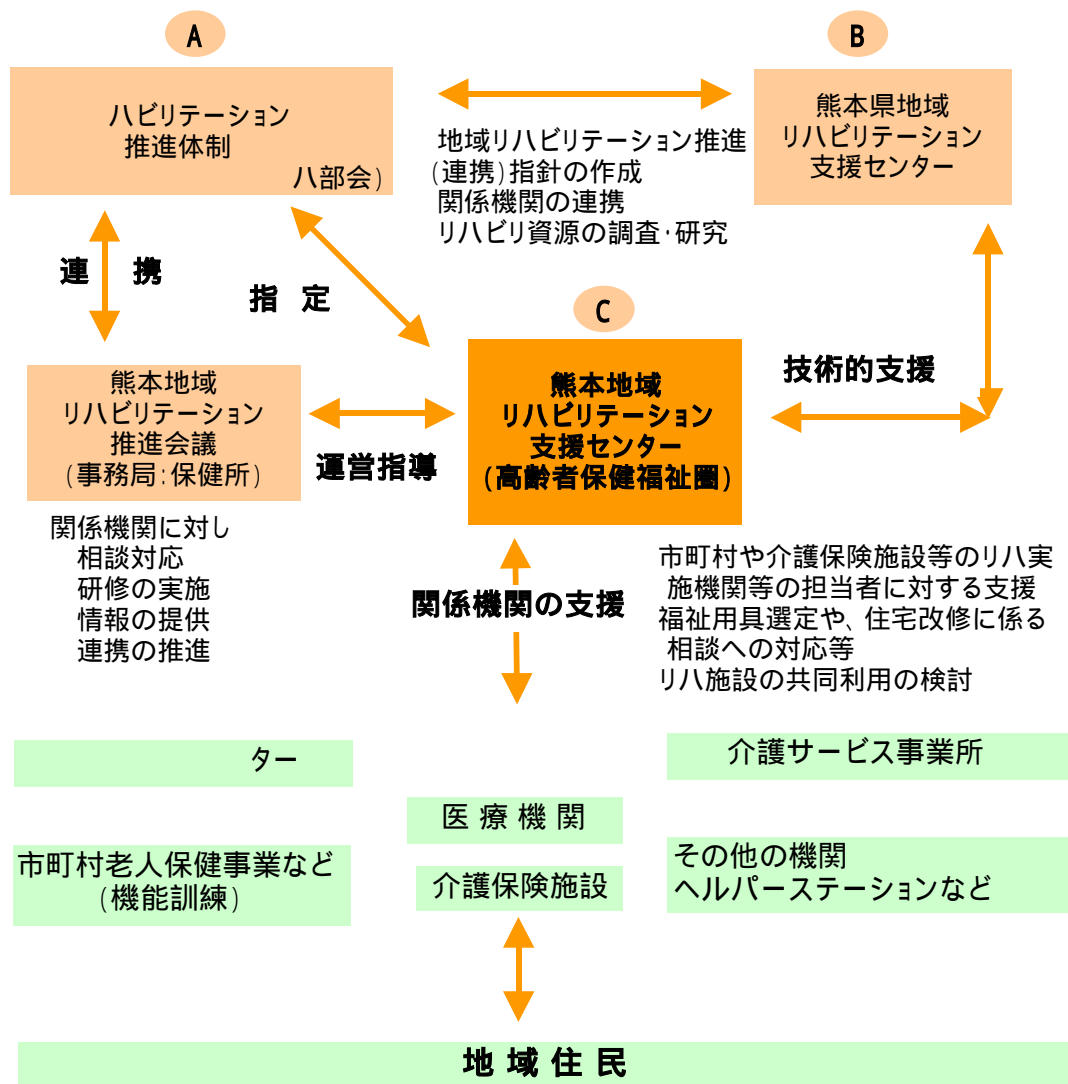 A
B
ハビリテーション
推進体制
ハ部会)
熊本県地域
リハビリテーション
支援センター
地域リハビリテーション推進
(連携)指針の作成
関係機関の連携
リハビリ資源の調査・研究
連 携
指 定
C
技術的支援
熊本地域
リハビリテーション
推進会議
(事務局:保健所)
運営指導
熊本地域
リハビリテーション
支援センター
(高齢者保健福祉圏)
関係機関に対し
相談対応
研修の実施
情報の提供
連携の推進
関係機関の支援
市町村や介護保険施設等のリハ実
施機関等の担当者に対する支援
福祉用具選定や、住宅改修に係る
相談への対応等
リハ施設の共同利用の検討
ター
介護サービス事業所
医 療 機 関
市町村老人保健事業など
(機能訓練)
介護保険施設
その他の機関
ヘルパーステーションなど
地 域 住 民